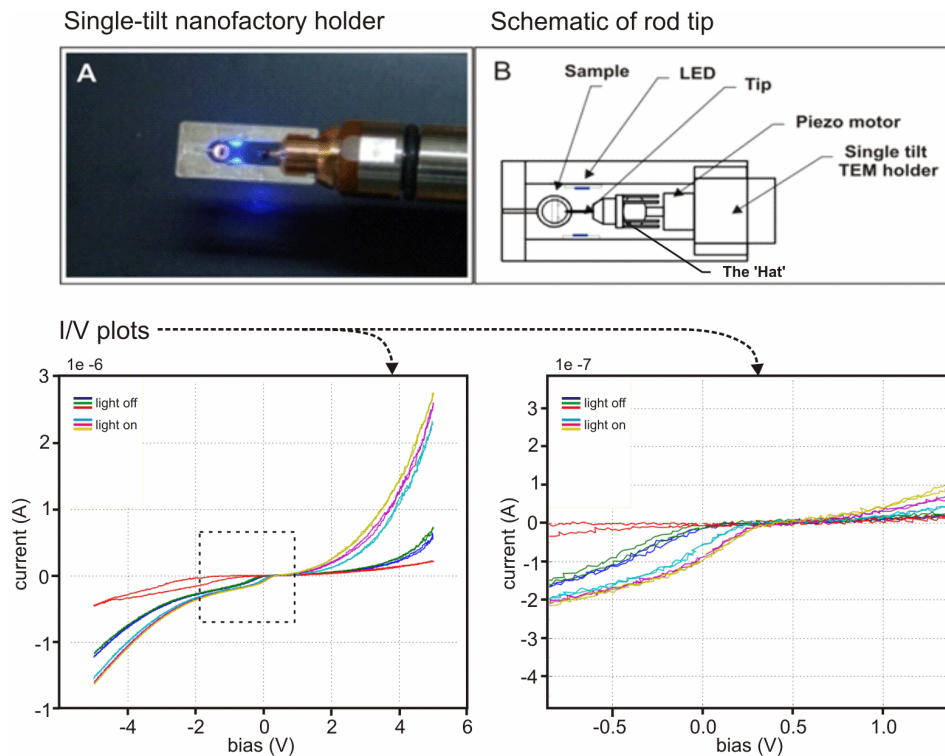 Single-tilt nanofactory holder
Schematic of rod tip
A
B
Sample
LED
Tip
Piezo motor
Single tilt
TEM holder
The 'Hat'
I/V plots
1e -6
light off
light on
3
2
1
0
-1
-1
current (A)
-4
-2
0
2
4
6
bias (V)
1e -7
light off
light on
3
2
1
0
-1
-2
-3
-4
current (A)
-0.5
0.0
0.5
1.0
bias (V)